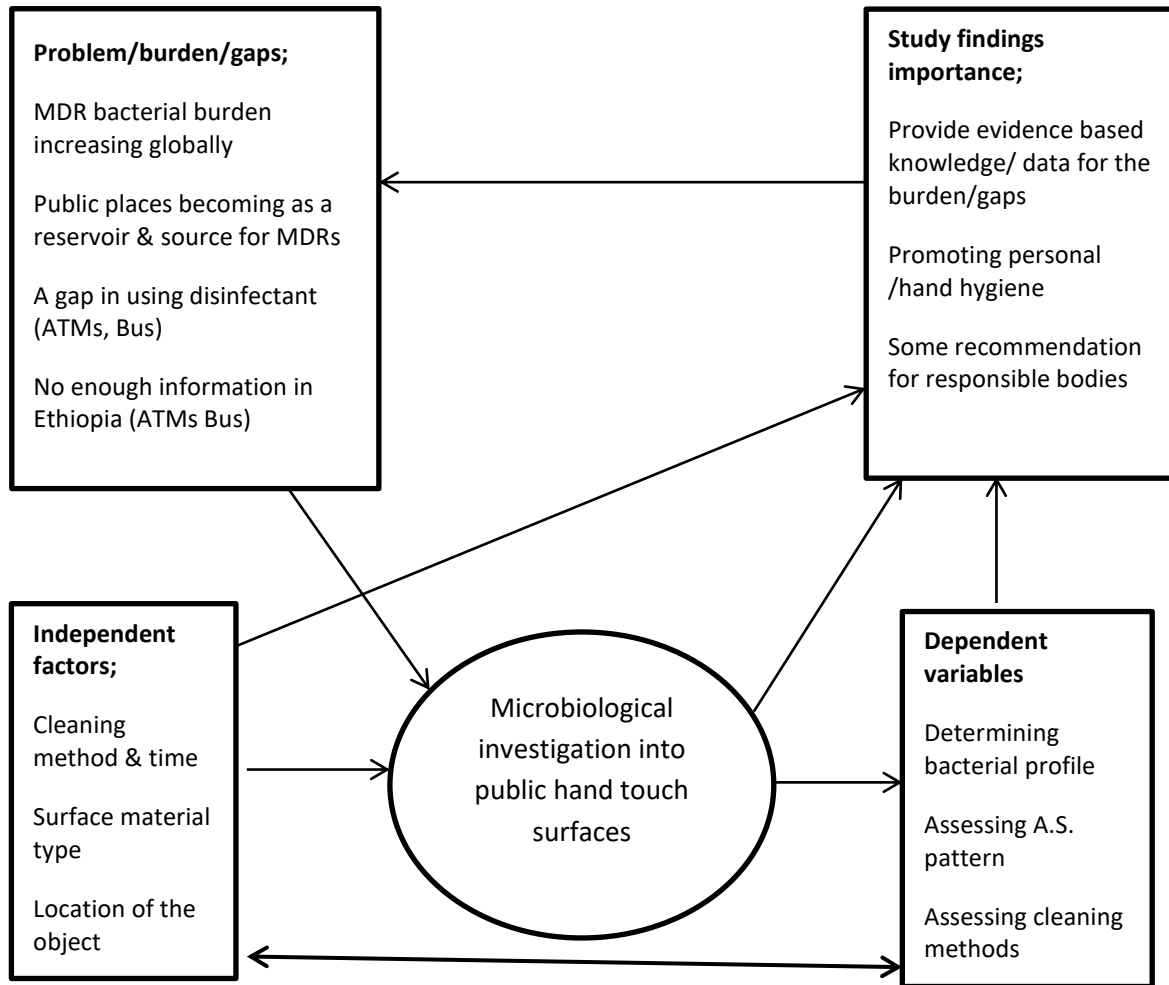 Problem/burden/gaps;
MDR bacterial burden
increasing globally
Public places becoming as a
reservoir & source for MDRs
A gap in using disinfectant
(ATMs, Bus)
No enough information in
Ethiopia (ATMs Bus)
Study findings
importance;
Provide evidence based
knowledge/ data for the
burden/gaps
Promoting personal
/hand hygiene
Some recommendation
for responsible bodies
Independent
factors;
Cleaning
method & time
Surface material
type
Location of the
object
Microbiological
investigation into
public hand touch
surfaces
Dependent
variables
Determining
bacterial profile
Assessing A.S.
pattern
Assessing cleaning
methods